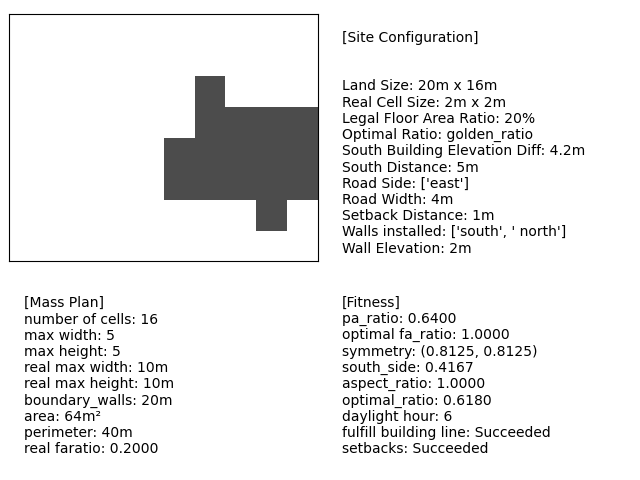 [Site Configuration]
Land Size: 20m x 16m
Real Cell Size: 2m x 2m
Legal Floor Area Ratio: 20%
Optimal Ratio: golden_ratio
South Building Elevation Diff: 4.2m
South Distance: 5m
Road Side: ['east']
Road Width: 4m
Setback Distance: 1m
Walls installed: ['south', ' north']
Wall Elevation: 2m
[Mass Plan]
number of cells: 16
max width: 5
max height: 5
real max width: 10m
real max height: 10m
boundary_walls: 20m
area: 64m²
perimeter: 40m
real faratio: 0.2000
[Fitness]
pa_ratio: 0.6400
optimal fa_ratio: 1.0000
symmetry: (0.8125, 0.8125)
south_side: 0.4167
aspect_ratio: 1.0000
optimal_ratio: 0.6180
daylight hour: 6
fulfill building line: Succeeded
setbacks: Succeeded